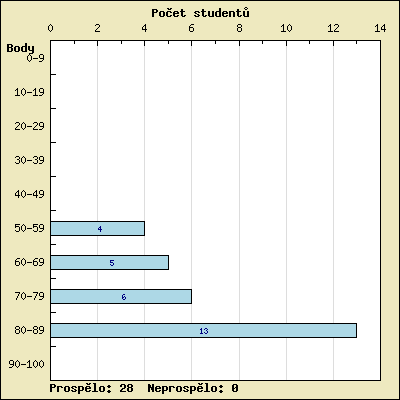 Počet studentů
0 2 4 6 8 10 12 14
Body
0-9
10-19
20-29
30-39
40-49
50-59 4
60-69 5
70-79 6
80-89 13
90-100
Prospělo: 28 Neprospělo: 0